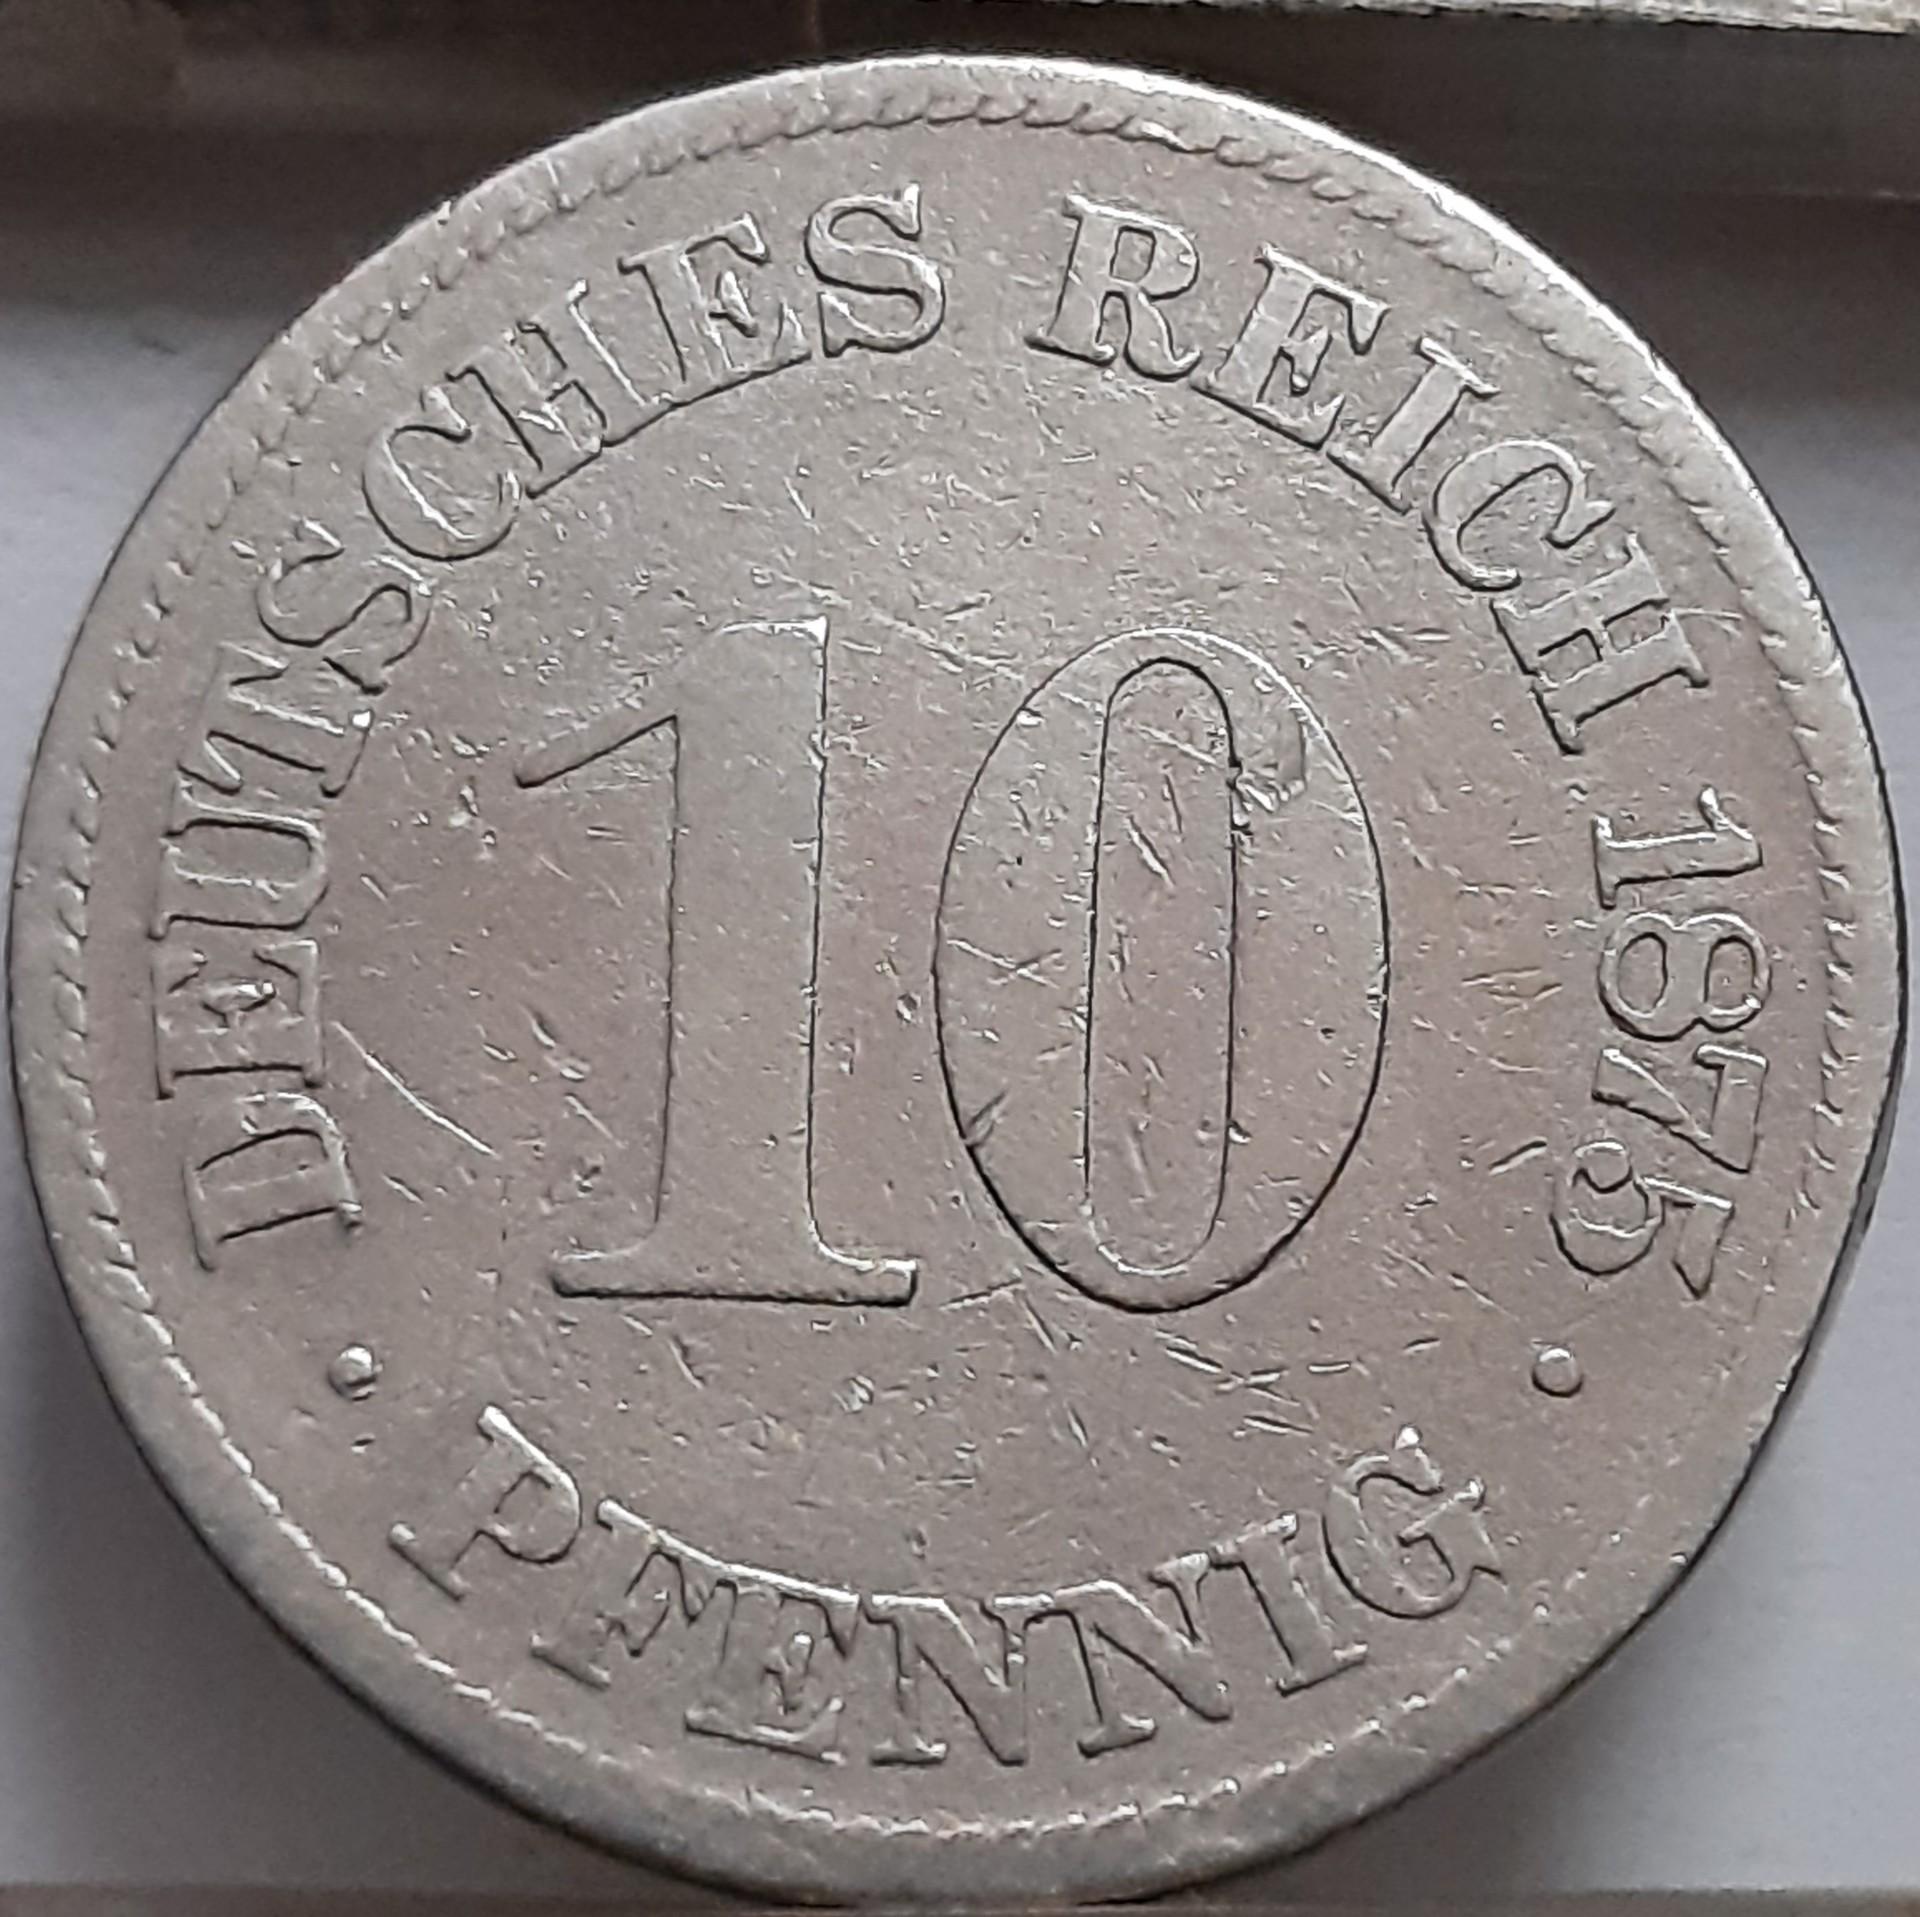 DEUTSCHES REICH 1875
10
• PFENNIG •